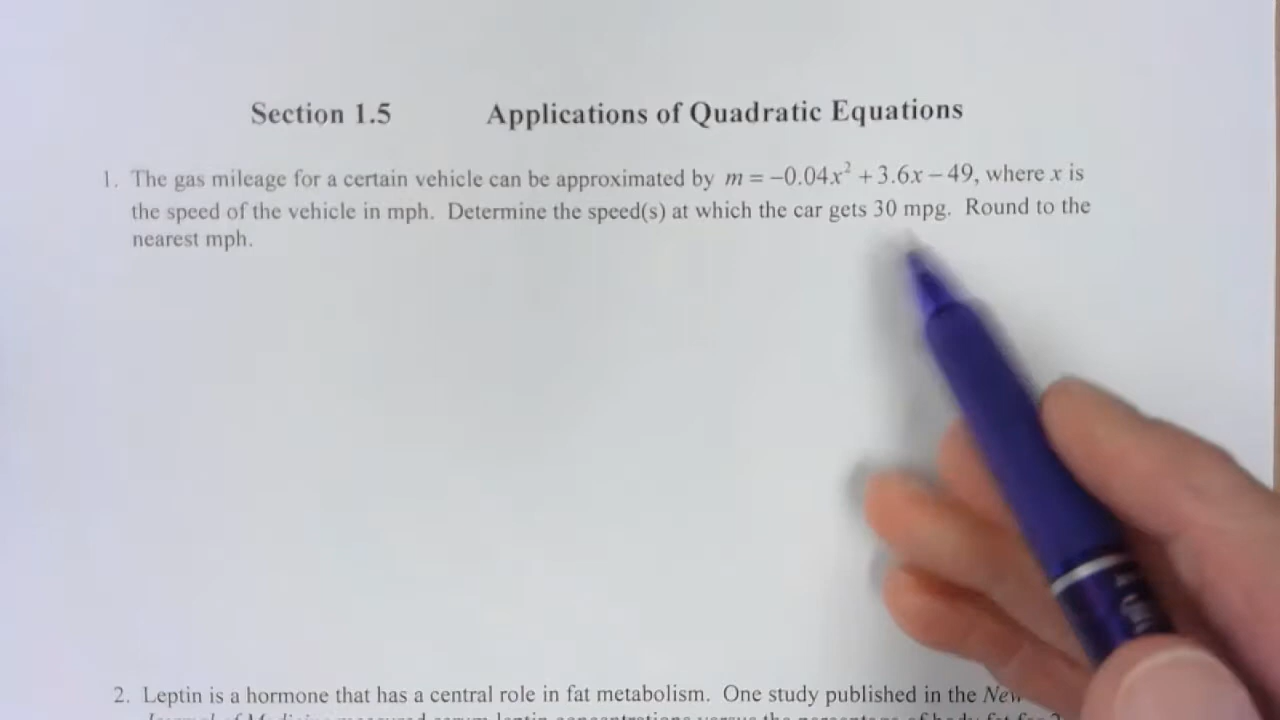 Section 1.5 Applications of Quadratic Equations
1. The gas mileage for a certain vehicle can be approximated by m = −0.04x² + 3.6x − 49, where x is
the speed of the vehicle in mph. Determine the speed(s) at which the car gets 30 mpg. Round to the
nearest mph.
2. Leptin is a hormone that has a central role in fat metabolism. One study published in the